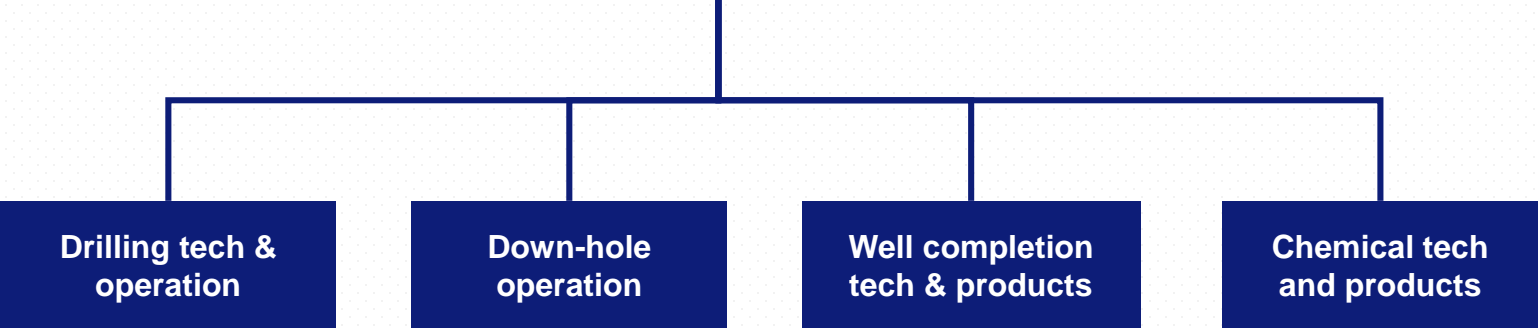 Drilling tech &
operation
Down-hole
operation
Well completion
tech & products
Chemical tech
and products